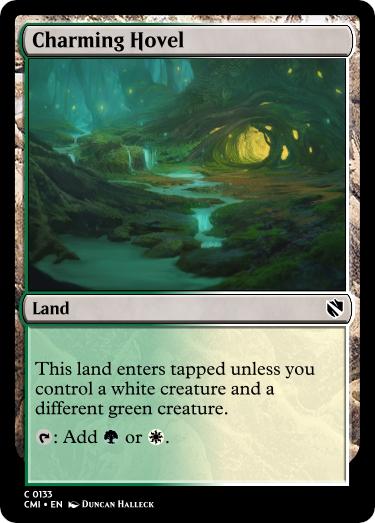 Charming Hovel
Land
This land enters tapped unless you
control a white creature and a
different green creature.
: Add or .
C 0133
CMI • EN Duncan Halleck